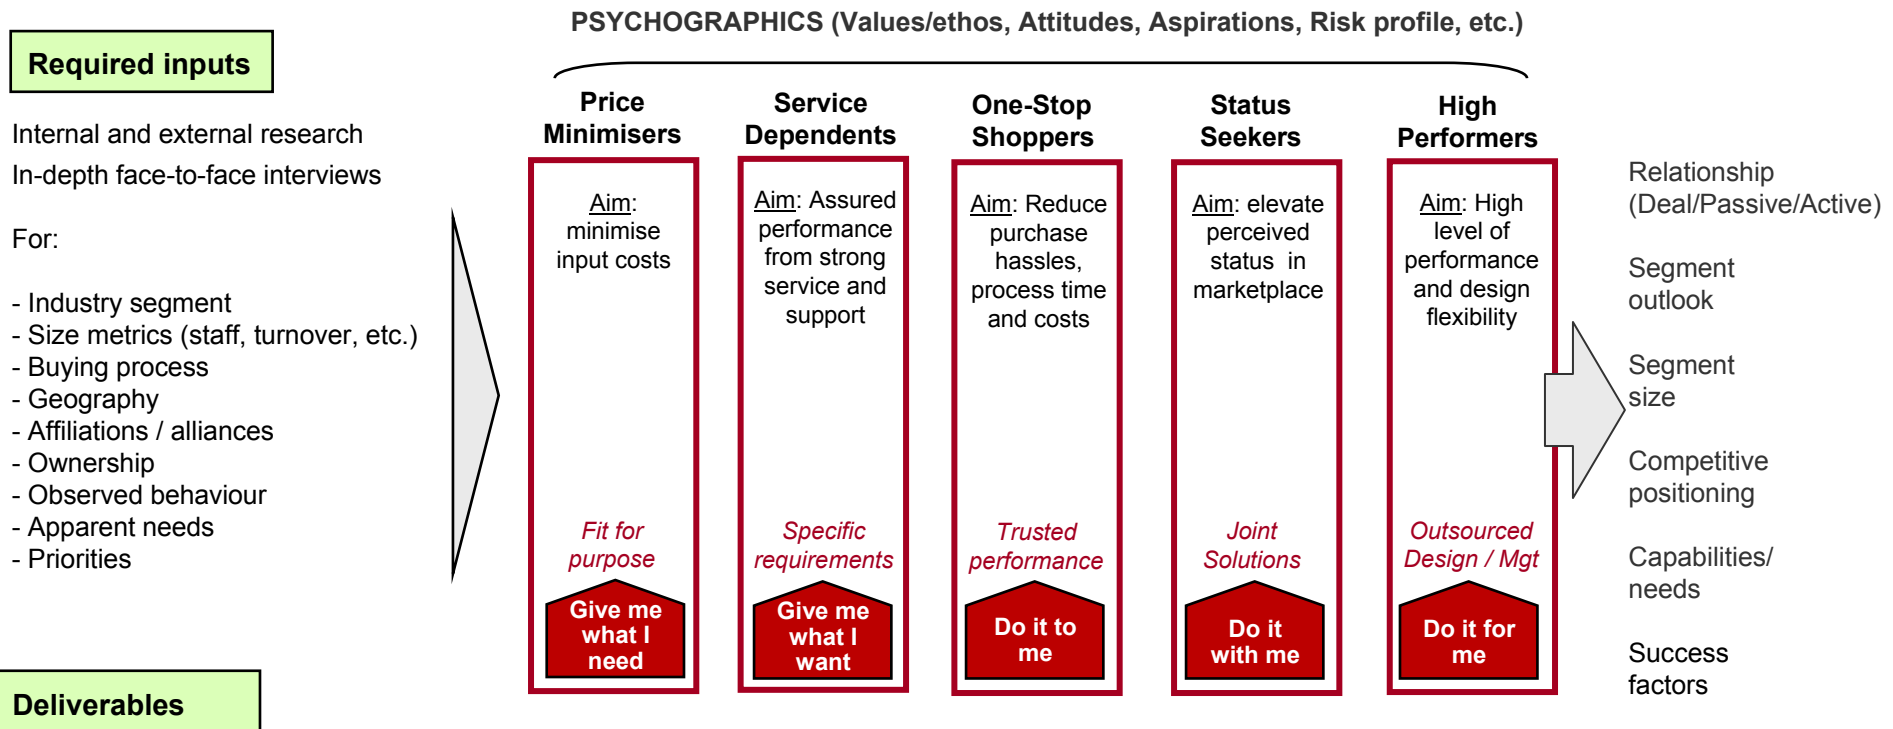 PSYCHOGRAPHICS (Values/ethos, Attitudes, Aspirations, Risk profile, etc.)
Required inputs
Internal and external research
In-depth face-to-face interviews
For:
- Industry segment
- Size metrics (staff, turnover, etc.)
- Buying process
- Geography
- Affiliations / alliances
- Ownership
- Observed behaviour
- Apparent needs
- Priorities
Price
Minimisers
Aim:
minimise
input costs
Fit for
purpose
Give me
what I
need
Service
Dependents
Aim: Assured
performance
from strong
service and
support
Specific
requirements
Give me
what I
want
One-Stop
Shoppers
Aim: Reduce
purchase
hassles,
process time
and costs
Trusted
performance
Do it to
me
Status
Seekers
Aim: elevate
perceived
status in
marketplace
Joint
Solutions
Do it
with me
High
Performers
Aim: High
level of
performance
and design
flexibility
Outsourced
Design / Mgt
Do it for
me
Relationship
(Deal/Passive/Active)
Segment
outlook
Segment
size
Competitive
positioning
Capabilities/
needs
Success
factors
Deliverables